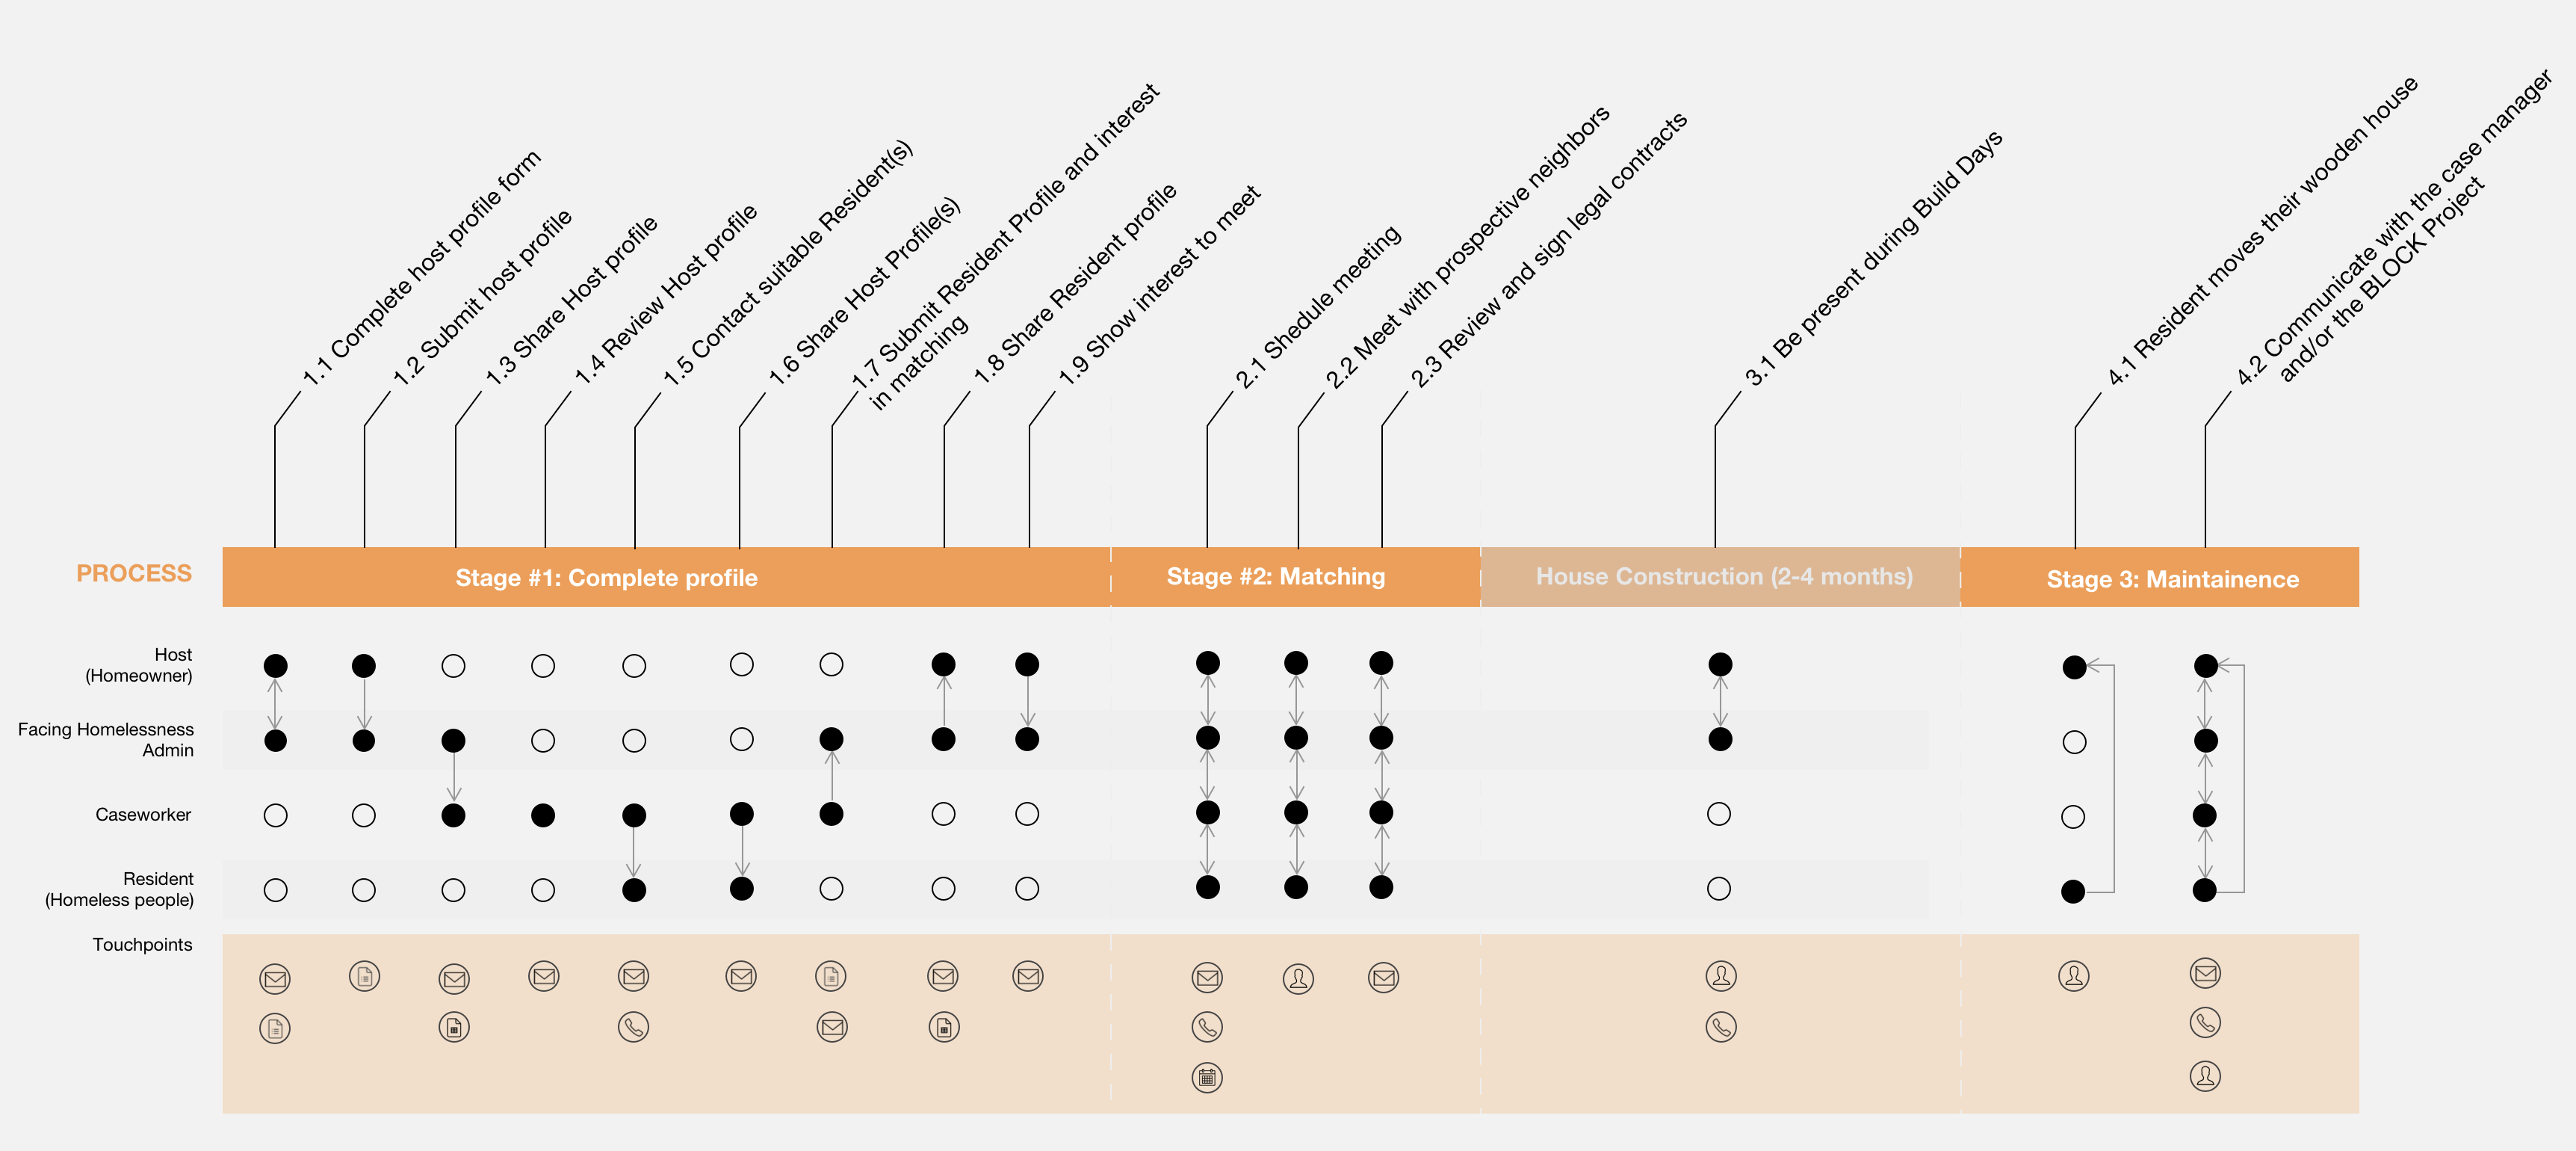 1.1 Complete host profile form
1.2 Submit host profile
1.3 Share Host profile
1.4 Review Host profile
1.5 Contact suitable Resident(s)
1.6 Share Host Profile(s)
1.7 Submit Resident Profile and interest
in matching
1.8 Share Resident profile
1.9 Show interest to meet
2.1 Shedule meeting
2.2 Meet with prospective neighbors
2.3 Review and sign legal contracts
3.1 Be present during Build Days
4.1 Resident moves their wooden house
4.2 Communicate with the case manager
and/or the BLOCK Project
PROCESS
Stage #1: Complete profile
Stage #2: Matching
House Construction (2-4 months)
Stage 3: Maintainence
Host
(Homeowner)
Facing Homelessness
Admin
Caseworker
Resident
(Homeless people)
Touchpoints